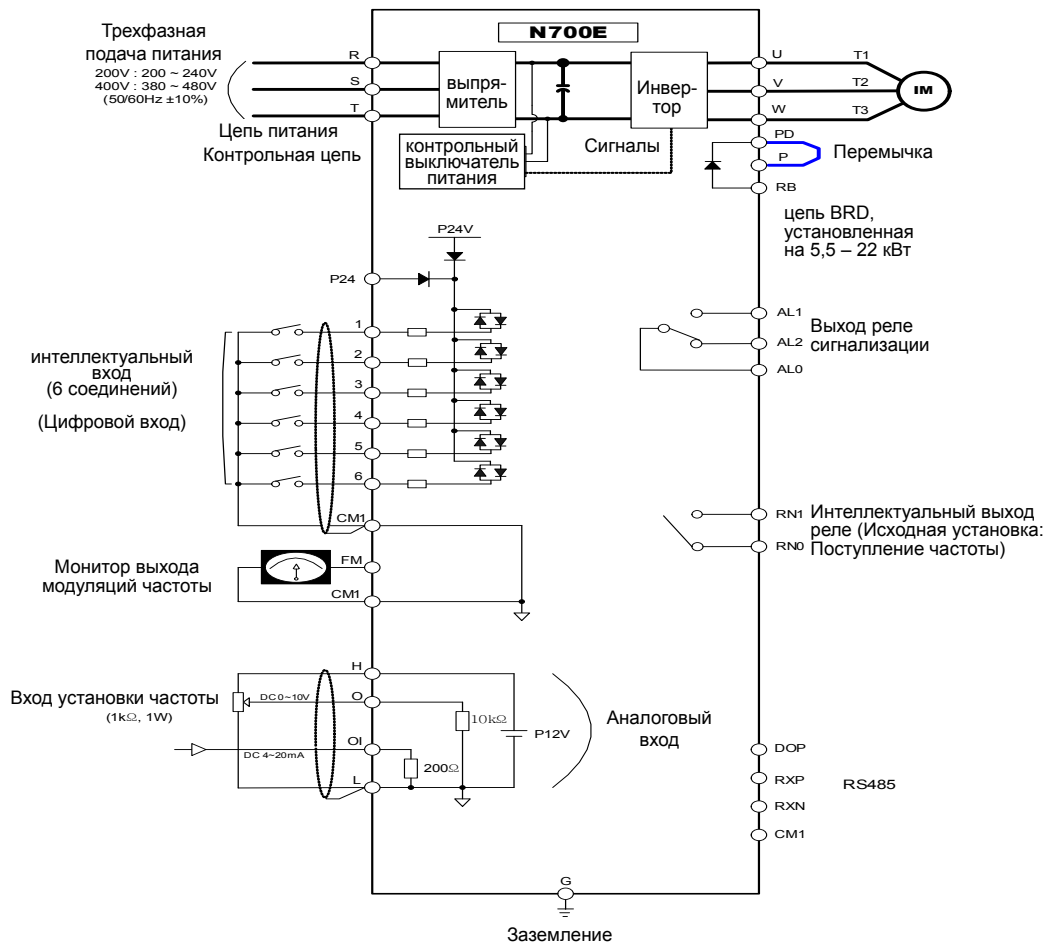 N700E
Трехфазная
подача питания
200V : 200 ~ 240V
400V : 380 ~ 480V
(50/60Hz ±10%)
R
S
T
выпря-
митель
Инвер-
тор
U
V
W
T1
T2
T3
IM
Цепь питания
Контрольная цепь
контрольный
выключатель
питания
Сигналы
PD
P
RB
Перемычка
цепь BRD,
установленная
на 5,5 – 22 кВт
P24V
P24
интеллектуальный
вход
(6 соединений)
(Цифровой вход)
1
2
3
4
5
6
CM1
AL1
AL2
AL0
Выход реле
сигнализации
RN1
RN0
Интеллектуальный выход
реле (Исходная установка:
Поступление частоты)
Монитор выхода
модуляций частоты
FM
CM1
Вход установки частоты
(1kΩ, 1W)
H
O
OI
L
DC 0~10V
DC 4~20mA
10kΩ
200Ω
P12V
Аналоговый
вход
DOP
RXP
RXN
CM1
RS485
G
Заземление